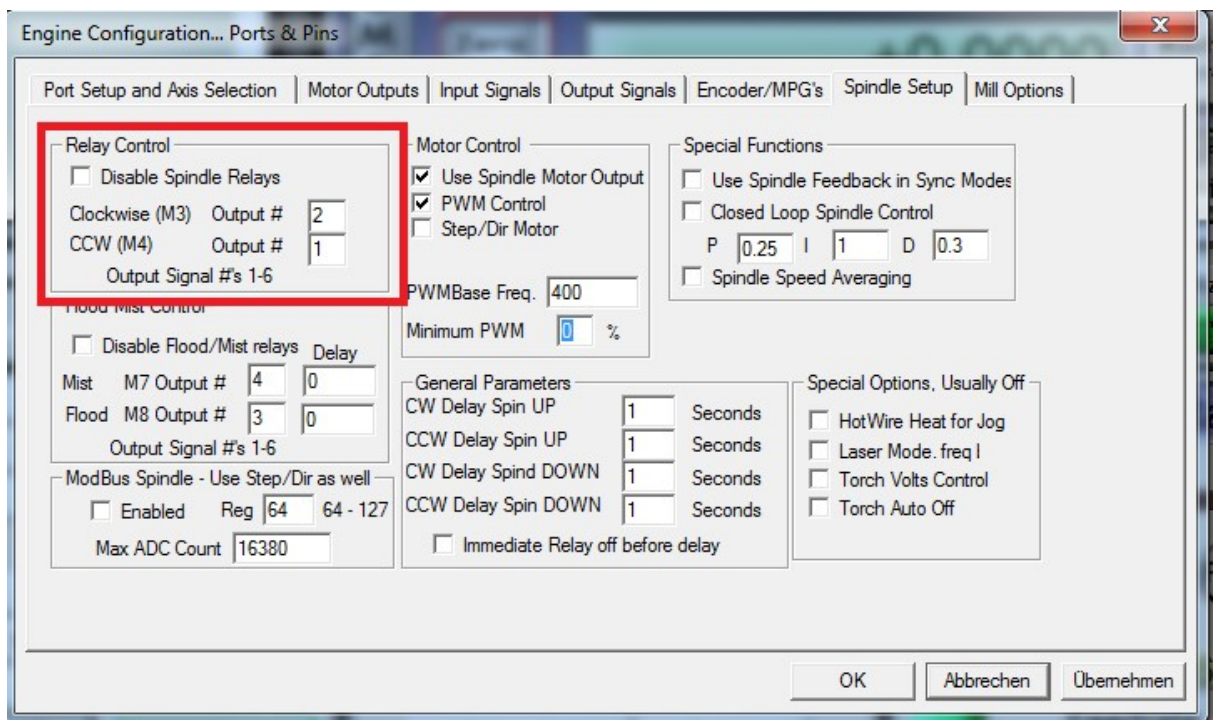 Engine Configuration... Ports & Pins
Port Setup and Axis Selection
Motor Outputs
Input Signals
Output Signals
Encoder/MPG's
Spindle Setup
Mill Options
Relay Control
Disable Spindle Relays
Clockwise (M3) Output # 2
CCW (M4) Output # 1
Output Signal #'s 1-6
Flood Mist Control
Disable Flood/Mist relays Delay
Mist M7 Output # 4 0
Flood M8 Output # 3 0
Output Signal #'s 1-6
ModBus Spindle - Use Step/Dir as well
Enabled Reg 64 64 - 127
Max ADC Count 16380
Motor Control
Use Spindle Motor Output
PWM Control
Step/Dir Motor
PWMBase Freq. 400
Minimum PWM 0 %
General Parameters
CW Delay Spin UP 1 Seconds
CCW Delay Spin UP 1 Seconds
CW Delay Spind DOWN 1 Seconds
CCW Delay Spin DOWN 1 Seconds
Immediate Relay off before delay
Special Functions
Use Spindle Feedback in Sync Modes
Closed Loop Spindle Control
P 0.25 I 1 D 0.3
Spindle Speed Averaging
Special Options, Usually Off
HotWire Heat for Jog
Laser Mode. freq I
Torch Volts Control
Torch Auto Off
OK
Abbrechen
Übernehmen